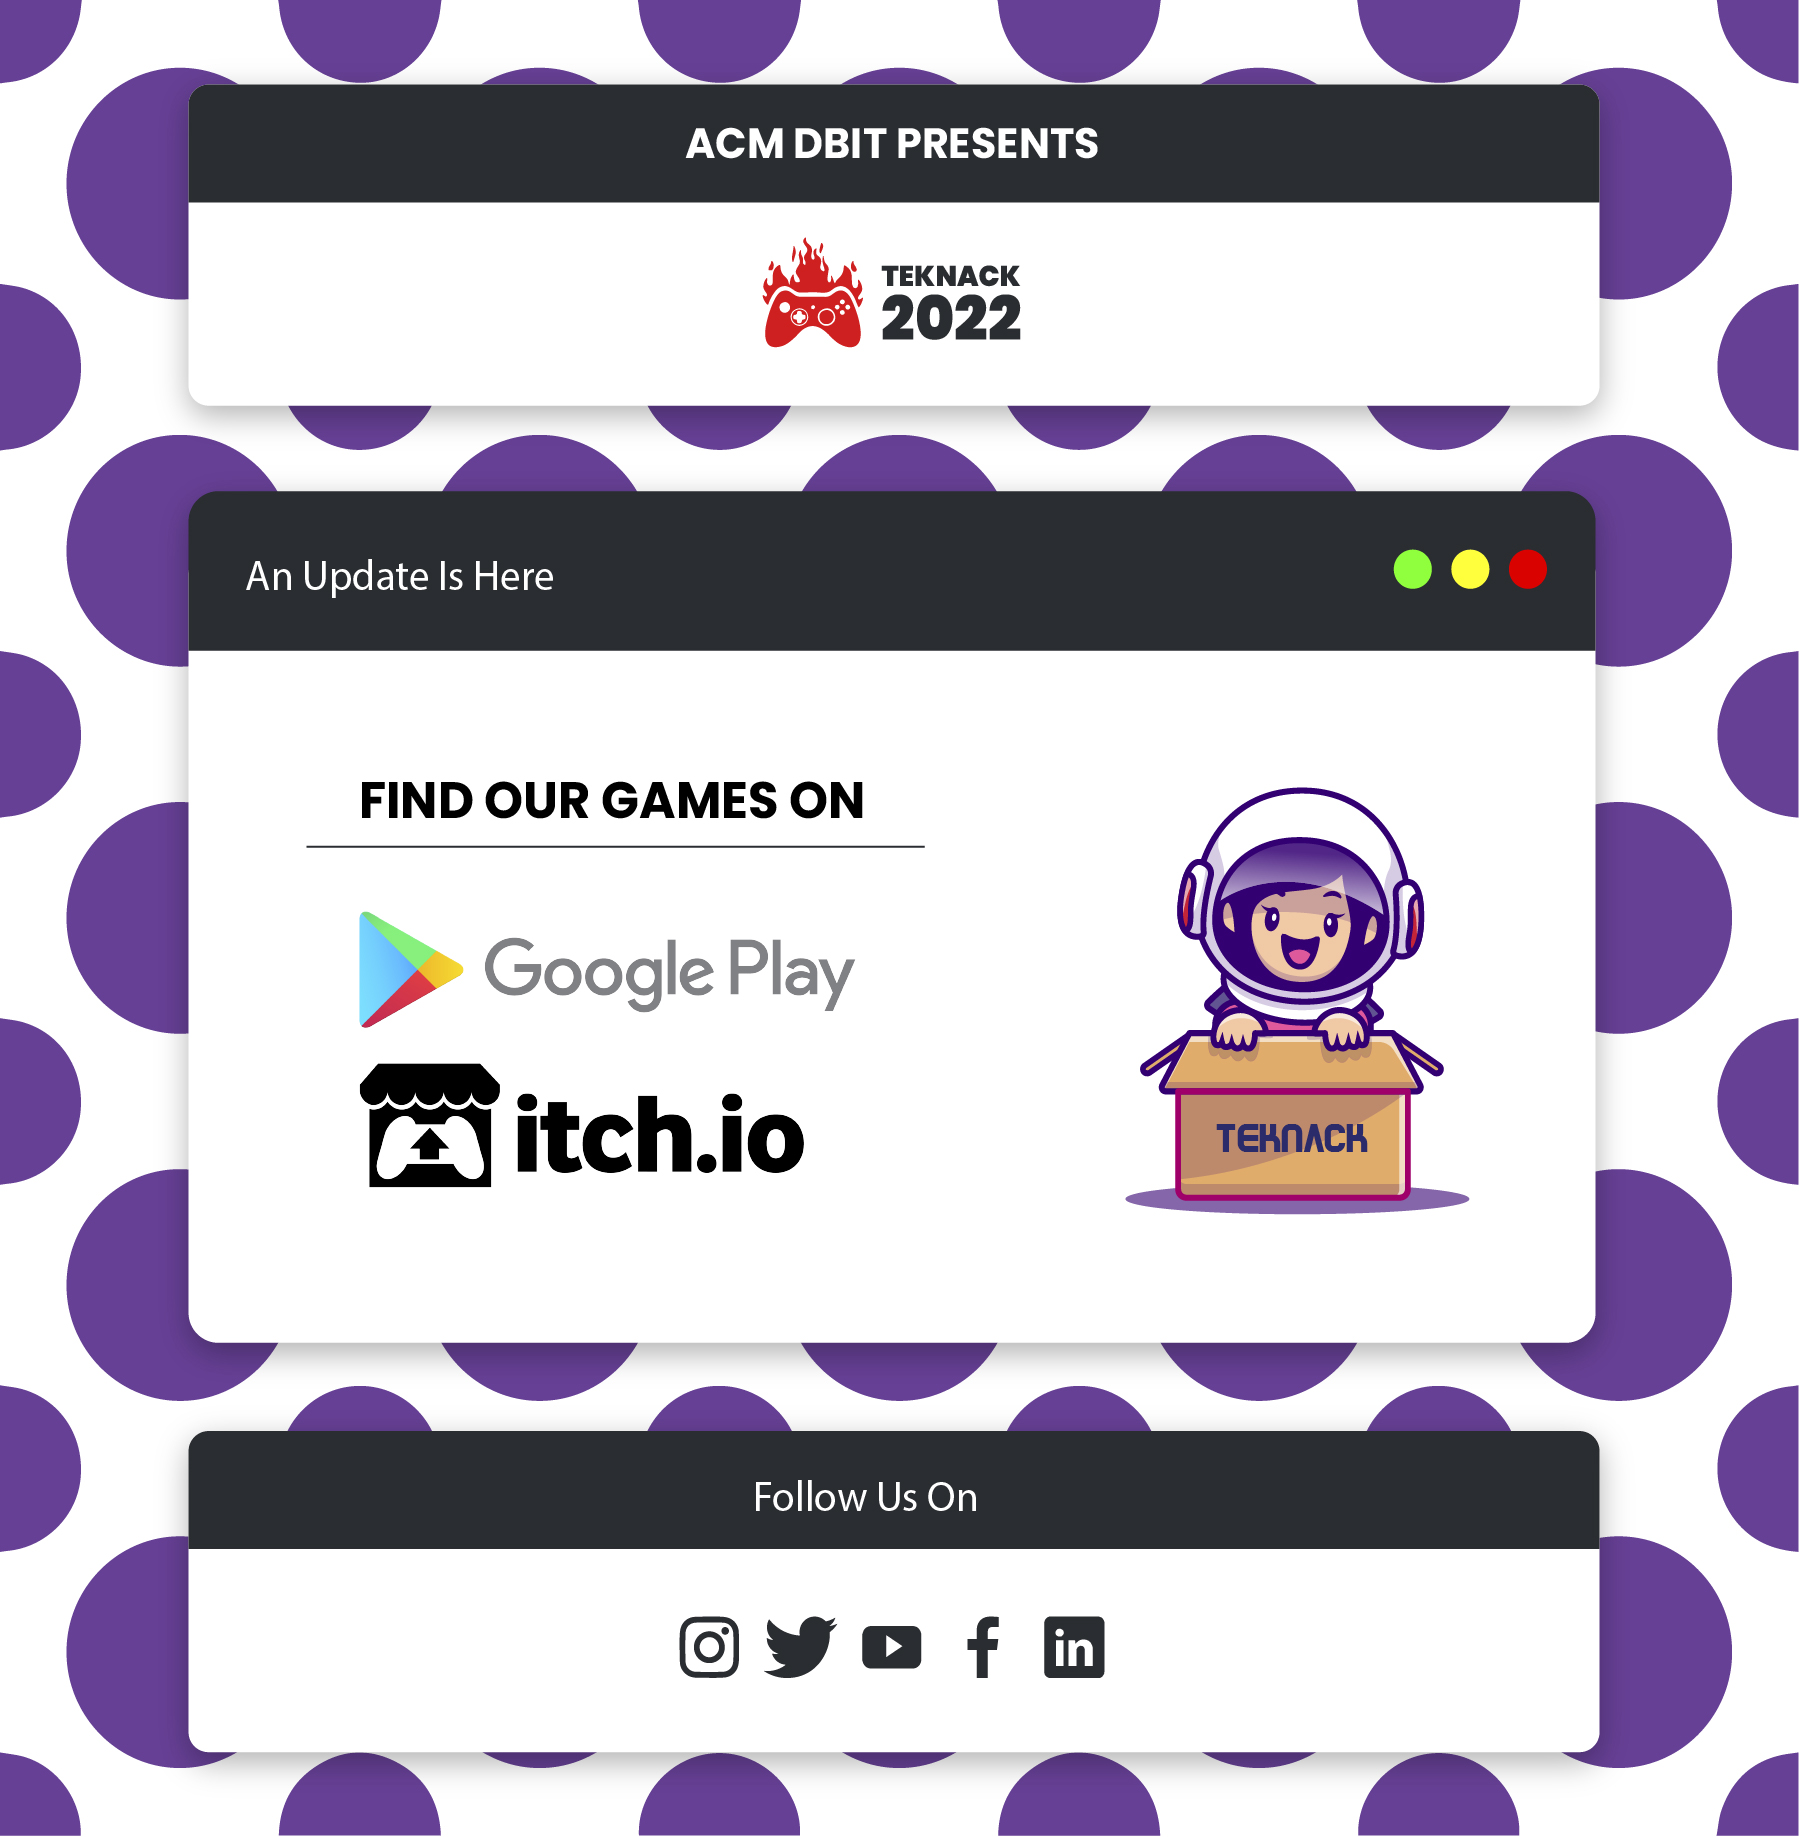 ACM DBIT PRESENTS
TEKNACK
2022
An Update Is Here
FIND OUR GAMES ON
Google Play
itch.io
TEKNACK
Follow Us On
in